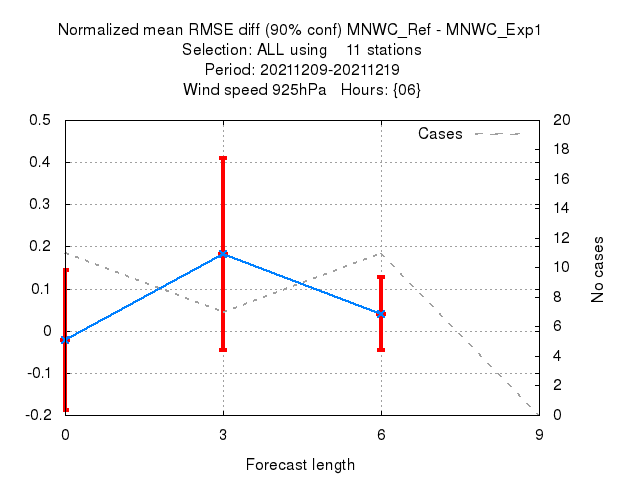 Normalized mean RMSE diff (90% conf) MNWC_Ref - MNWC_Exp1
Selection: ALL using 11 stations
Period: 20211209-20211219
Wind speed 925hPa Hours: {06}
Cases
0.5
0.4
0.3
0.2
0.1
0
-0.1
-0.2
20
18
16
14
12
10
8
6
4
2
0
No cases
0 3 6 9
Forecast length